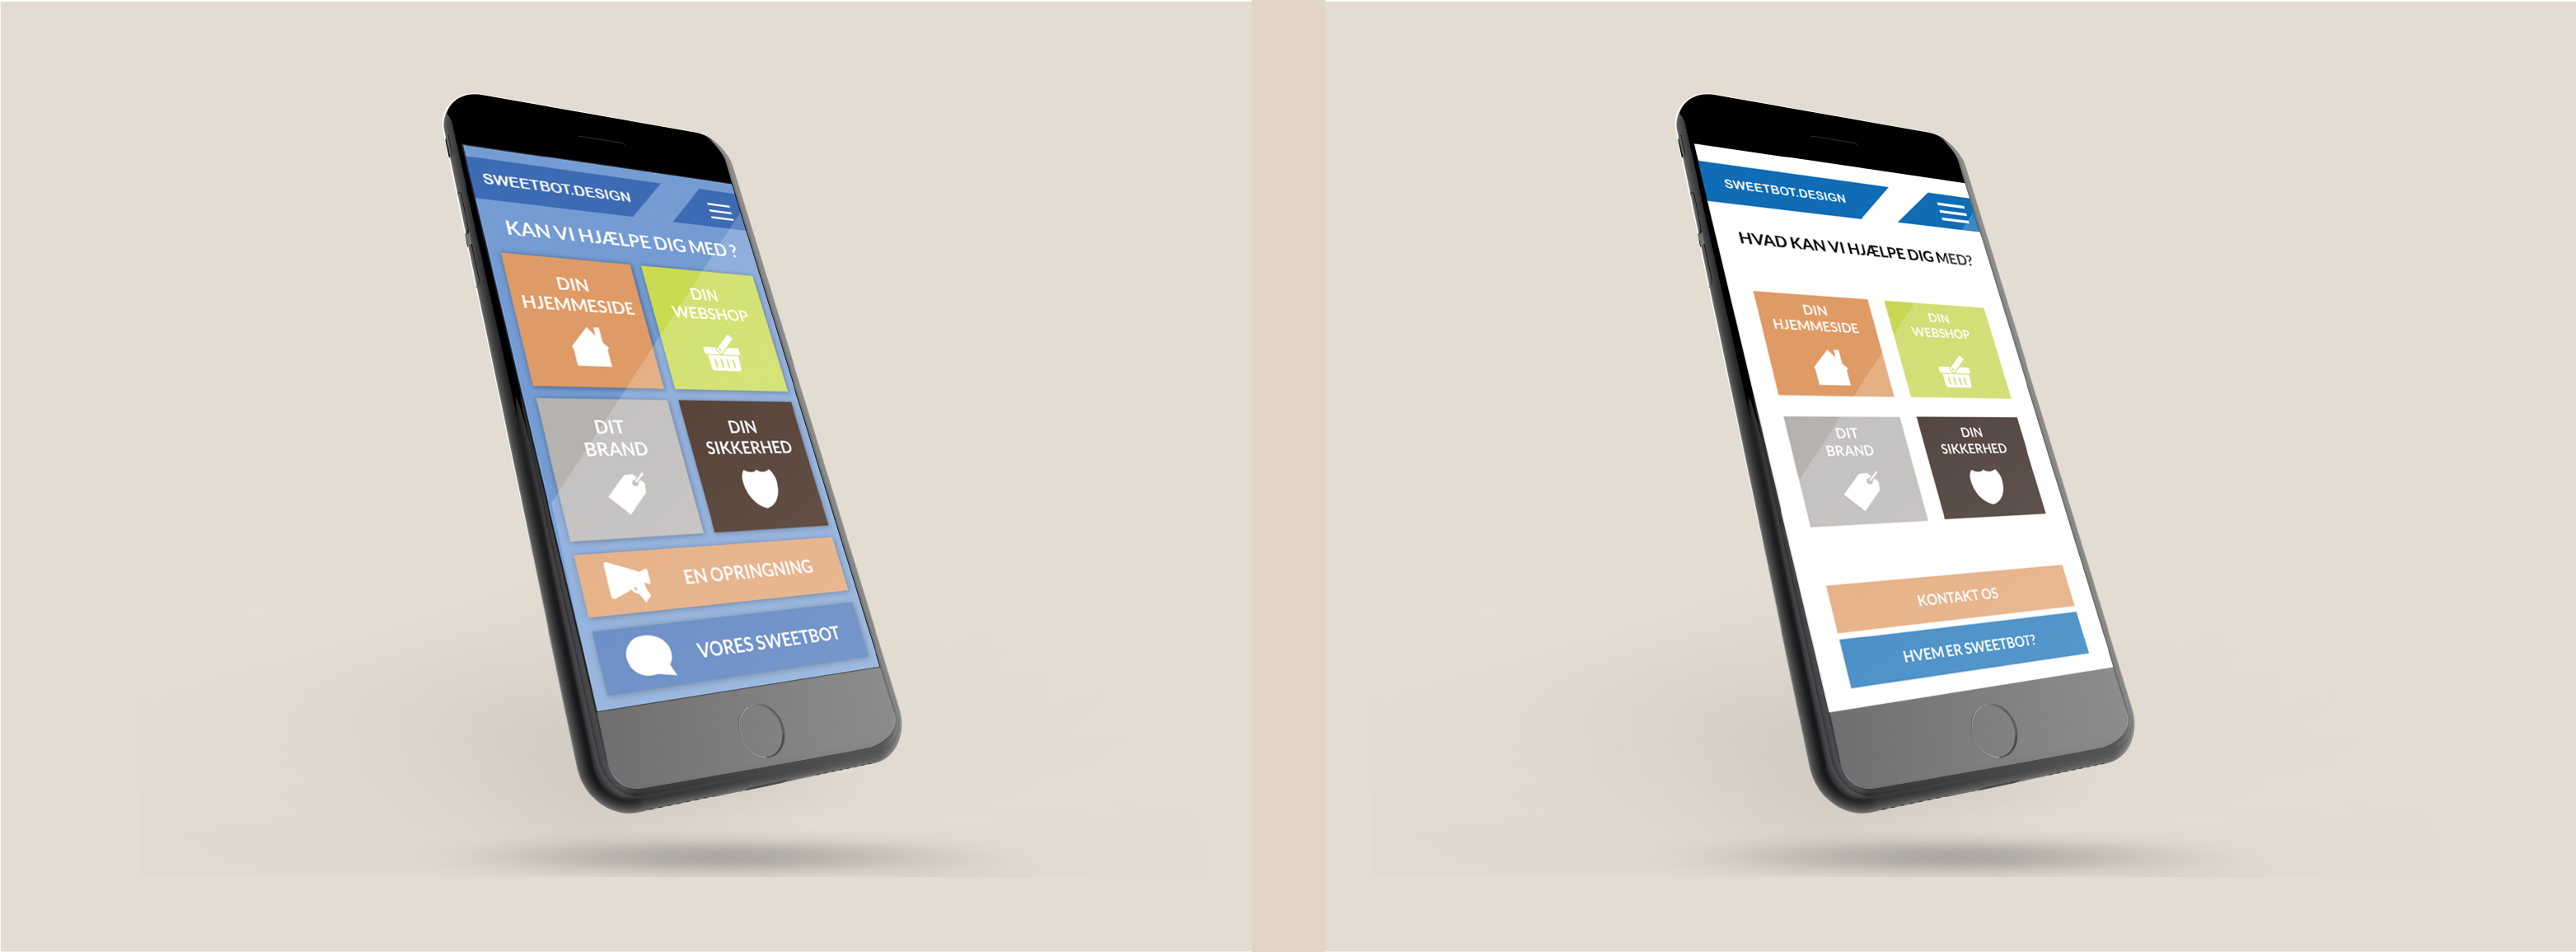 SWEETBOT.DESIGN
KAN VI HJÆLPE DIG MED ?
DIN
HJEMMESIDE
DIN
WEBSHOP
DIT
BRAND
DIN
SIKKERHED
EN OPRINGNING
VORES SWEETBOT
SWEETBOT.DESIGN
HVAD KAN VI HJÆLPE DIG MED?
DIN
HJEMMESIDE
DIN
WEBSHOP
DIT
BRAND
DIN
SIKKERHED
KONTAKT OS
HVEM ER SWEETBOT?